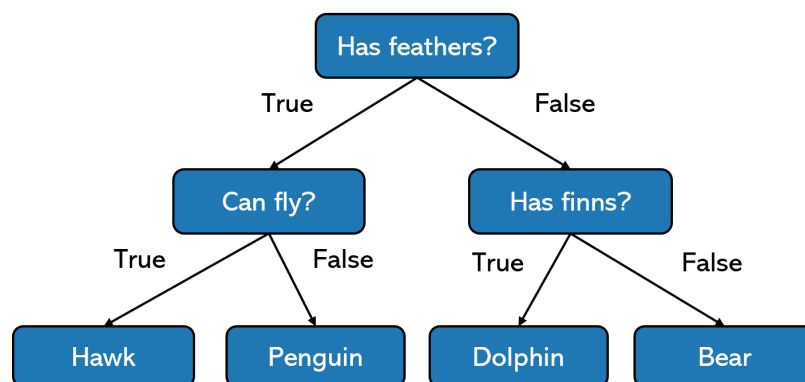 Has feathers?
True
False
Can fly?
Has finns?
True
False
True
False
Hawk
Penguin
Dolphin
Bear